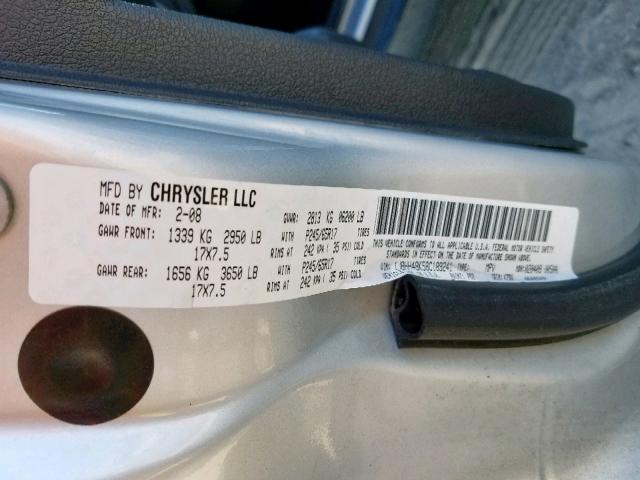 MFD BY CHRYSLER LLC
DATE OF MFR: 2-08 GVWR: 2813 KG 06200 LB
GAWR FRONT: 1339 KG 2950 LB WITH P245/65R17 TIRES
17X7.5 RIMS AT 242 KPA ( 35 PSI) COLD
GAWR REAR: 1656 KG 3650 LB WITH P245/65R17 TIRES
17X7.5 RIMS AT 242 KPA ( 35 PSI) COLD
THIS VEHICLE CONFORMS TO ALL APPLICABLE U.S.A. FEDERAL MOTOR VEHICLE SAFETY
STANDARDS IN EFFECT ON THE DATE OF MANUFACTURE SHOWN ABOVE
VIN: TYPE: MPV